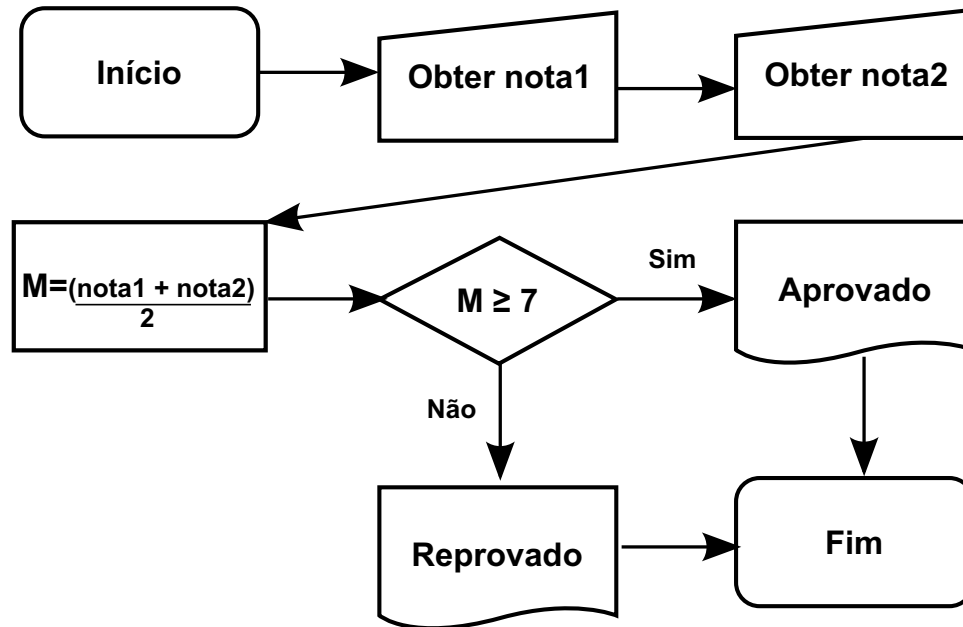 Início
Obter nota1
Obter nota2
M=(nota1 + nota2)
2
M ≥ 7
Sim
Aprovado
Não
Reprovado
Fim